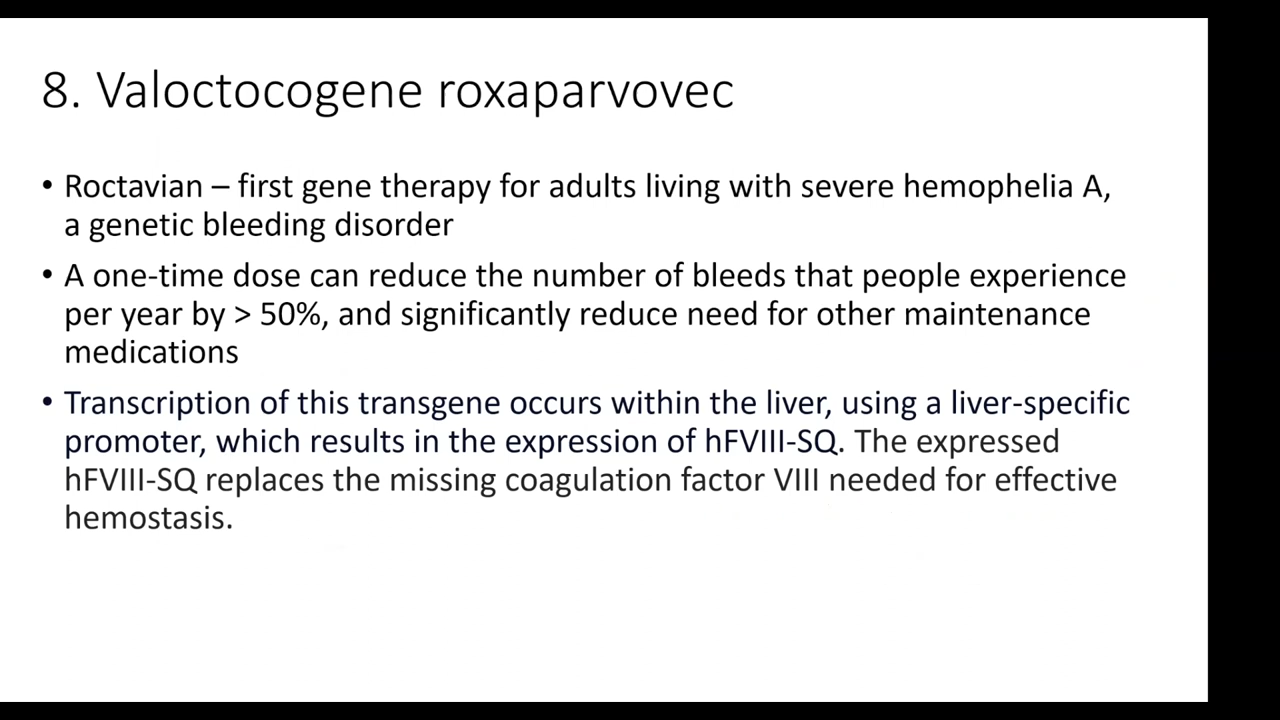 8. Valoctocogene roxaparvovec
• Roctavian – first gene therapy for adults living with severe hemophelia A,
a genetic bleeding disorder
• A one-time dose can reduce the number of bleeds that people experience
per year by > 50%, and significantly reduce need for other maintenance
medications
• Transcription of this transgene occurs within the liver, using a liver-specific
promoter, which results in the expression of hFVIII-SQ. The expressed
hFVIII-SQ replaces the missing coagulation factor VIII needed for effective
hemostasis.